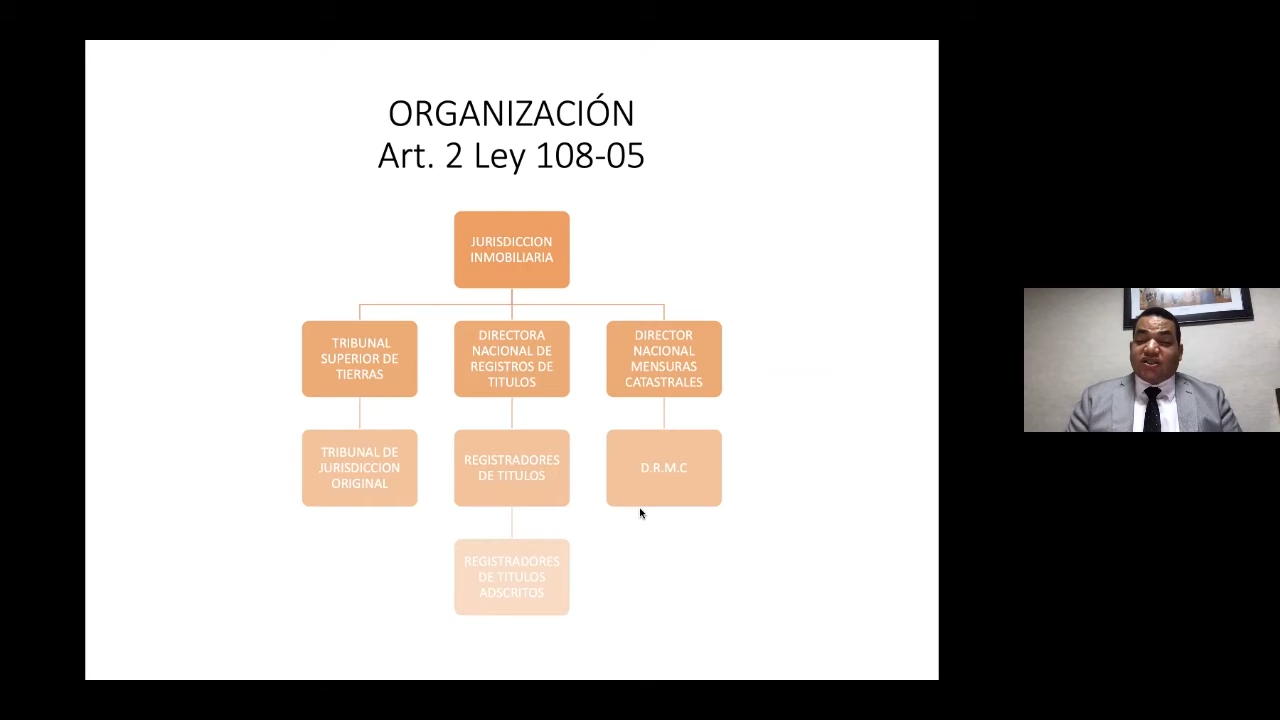 ORGANIZACIÓN
Art. 2 Ley 108-05
JURISDICCION
INMOBILIARIA
TRIBUNAL
SUPERIOR DE
TIERRAS
DIRECTORA
NACIONAL DE
REGISTROS DE
TITULOS
DIRECTOR
NACIONAL
MENSURAS
CATASTRALES
TRIBUNAL DE
JURISDICCION
ORIGINAL
REGISTRADORES
DE TITULOS
D.R.M.C
REGISTRADORES
DE TITULOS
ADSCRITOS